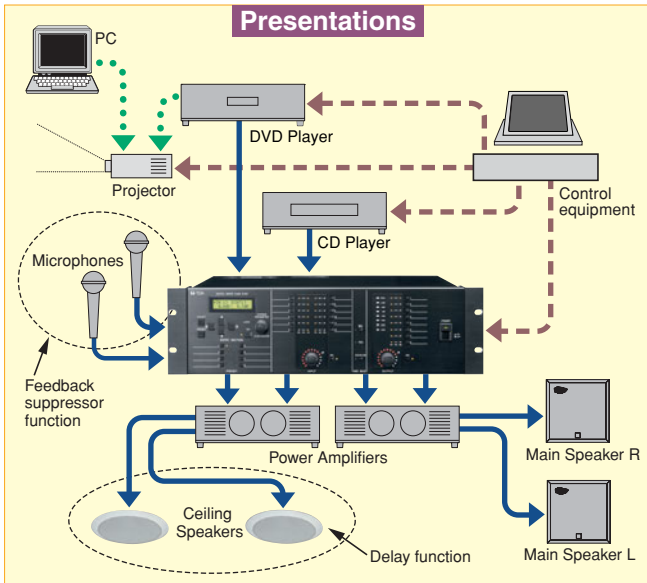 Presentations
PC
DVD Player
Projector
Control
equipment
CD Player
Microphones
Feedback
suppressor
function
Power Amplifiers
Main Speaker R
Ceiling
Speakers
Delay function
Main Speaker L